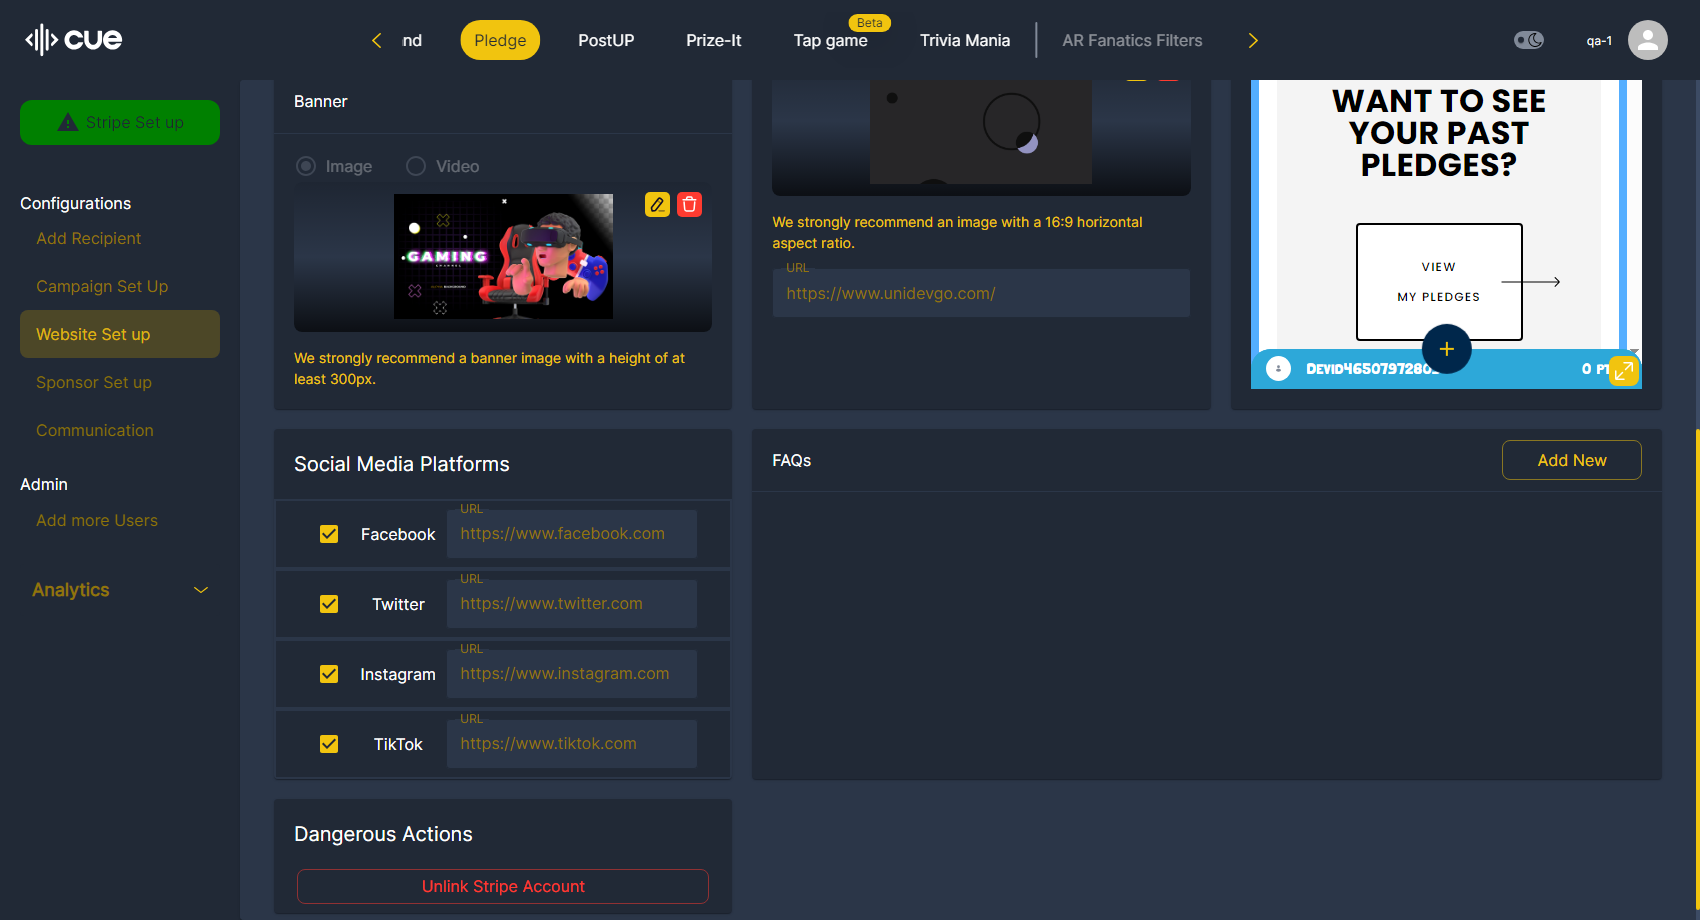 cue
nd
Pledge
PostUP
Prize-It
Beta
Tap game
Trivia Mania
AR Fanatics Filters
qa-1
Stripe Set up
Configurations
Add Recipient
Campaign Set Up
Website Set up
Sponsor Set up
Communication
Admin
Add more Users
Analytics
Banner
Image
Video
GAMING
We strongly recommend a banner image with a height of at
least 300px.
We strongly recommend an image with a 16:9 horizontal
aspect ratio.
URL
https://www.unidevgo.com/
WANT TO SEE
YOUR PAST
PLEDGES?
VIEW
MY PLEDGES
+
0 PT
Social Media Platforms
Facebook
URL
https://www.facebook.com
Twitter
URL
https://www.twitter.com
Instagram
URL
https://www.instagram.com
TikTok
URL
https://www.tiktok.com
FAQs
Add New
Dangerous Actions
Unlink Stripe Account